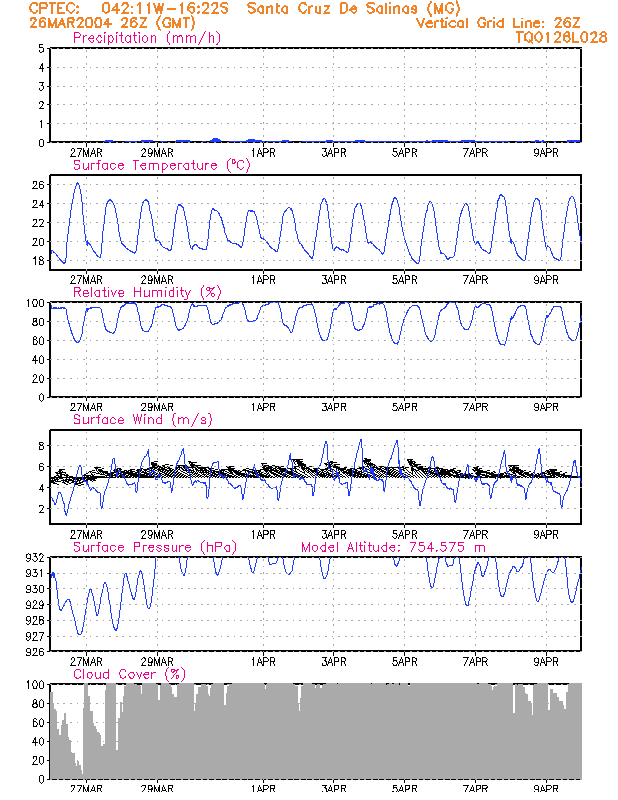 CPTEC: 042:11W-16:22S Santa Cruz De Salinas (MG)
26MAR2004 26Z (GMT) Vertical Grid Line: 26Z
Precipitation (mm/h) TQ0126L028
5
4
3
2
1
0
27MAR 29MAR 1APR 3APR 5APR 7APR 9APR
Surface Temperature (°C)
26
24
22
20
18
27MAR 29MAR 1APR 3APR 5APR 7APR 9APR
Relative Humidity (%)
100
80
60
40
20
0
27MAR 29MAR 1APR 3APR 5APR 7APR 9APR
Surface Wind (m/s)
8
6
4
2
27MAR 29MAR 1APR 3APR 5APR 7APR 9APR
Surface Pressure (hPa) Model Altitude: 754.575 m
932
931
930
929
928
927
926
27MAR 29MAR 1APR 3APR 5APR 7APR 9APR
Cloud Cover (%)
100
80
60
40
20
0
27MAR 29MAR 1APR 3APR 5APR 7APR 9APR